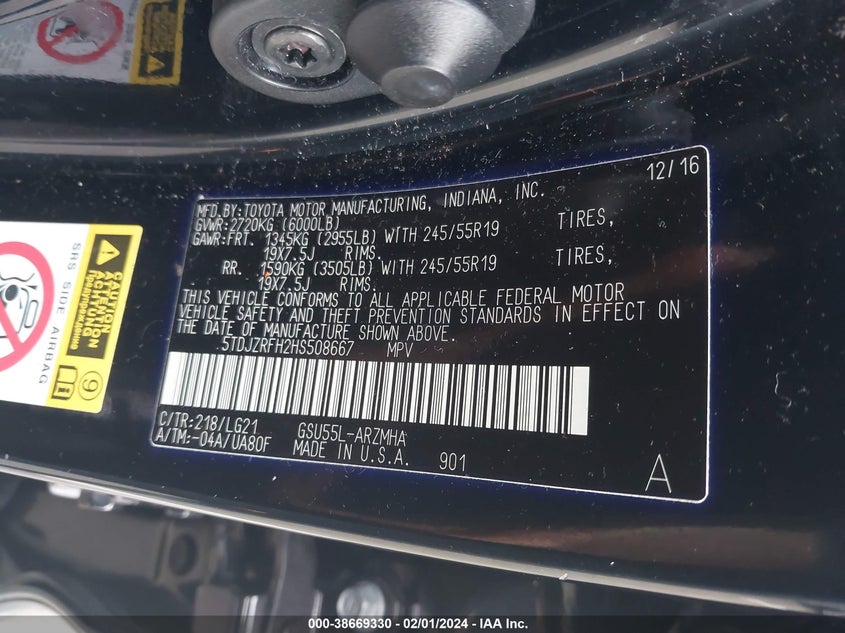 12/16
MFD.BY:TOYOTA MOTOR MANUFACTURING, INDIANA, INC.
GVWR:2720KG (6000LB)
GAWR:FRT. 1345KG (2955LB) WITH 245/55R19 TIRES,
19X7.5J RIMS.
RR. 1590KG (3505LB) WITH 245/55R19 TIRES,
19X7.5J RIMS.
THIS VEHICLE CONFORMS TO ALL APPLICABLE FEDERAL MOTOR
VEHICLE SAFETY AND THEFT PREVENTION STANDARDS IN EFFECT ON
THE DATE OF MANUFACTURE SHOWN ABOVE.
5TDJZRFH2HS508667 MPV
C/TR:218/LG21 GSU55L-ARZMHA
A/TM:-04A/UA80F MADE IN U.S.A. 901
A
SRS SIDE AIRBAG
CAUTION
ATTENTION
Предупреждение
9
000-38669330 - 02/01/2024 - IAA Inc.